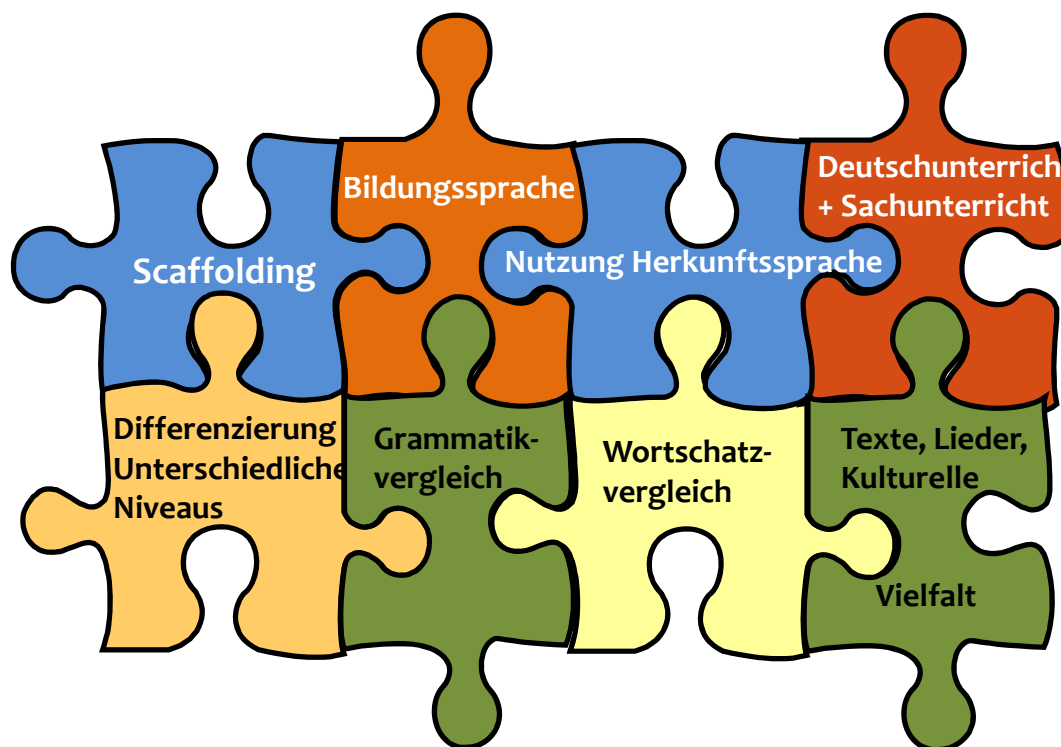 Scaffolding
Bildungssprache
Nutzung Herkunftssprache
Deutschunterrich
+ Sachunterricht
Differenzierung
Unterschiedliche
Niveaus
Grammatik-
vergleich
Wortschatz-
vergleich
Texte, Lieder,
Kulturelle
Vielfalt